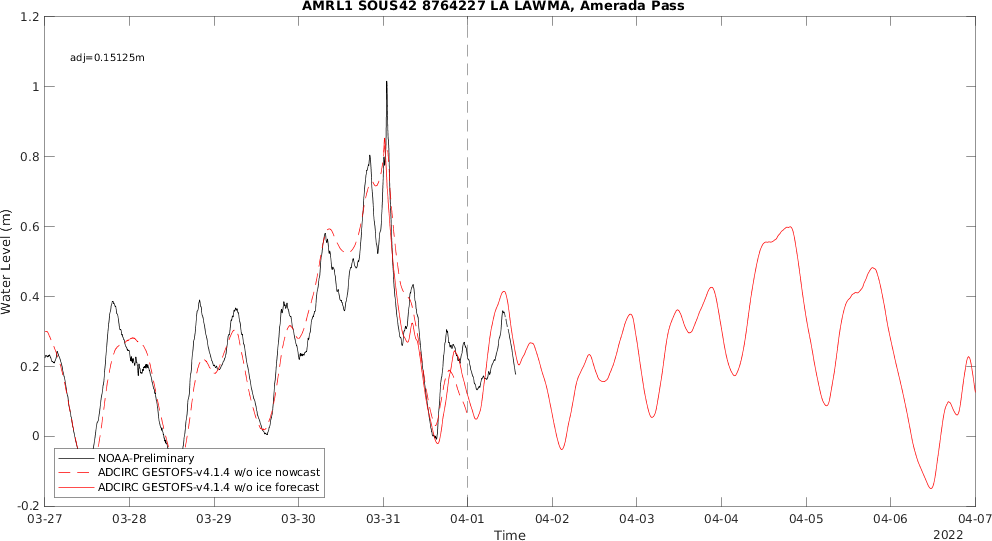 AMRL1 SOUS42 8764227 LA LAWMA, Amerada Pass
adj=0.15125m
Water Level (m)
1.2
1
0.8
0.6
0.4
0.2
0
-0.2
NOAA-Preliminary
ADCIRC GESTOFS-v4.1.4 w/o ice nowcast
ADCIRC GESTOFS-v4.1.4 w/o ice forecast
03-27 03-28 03-29 03-30 03-31 04-01 04-02 04-03 04-04 04-05 04-06 04-07
Time
2022